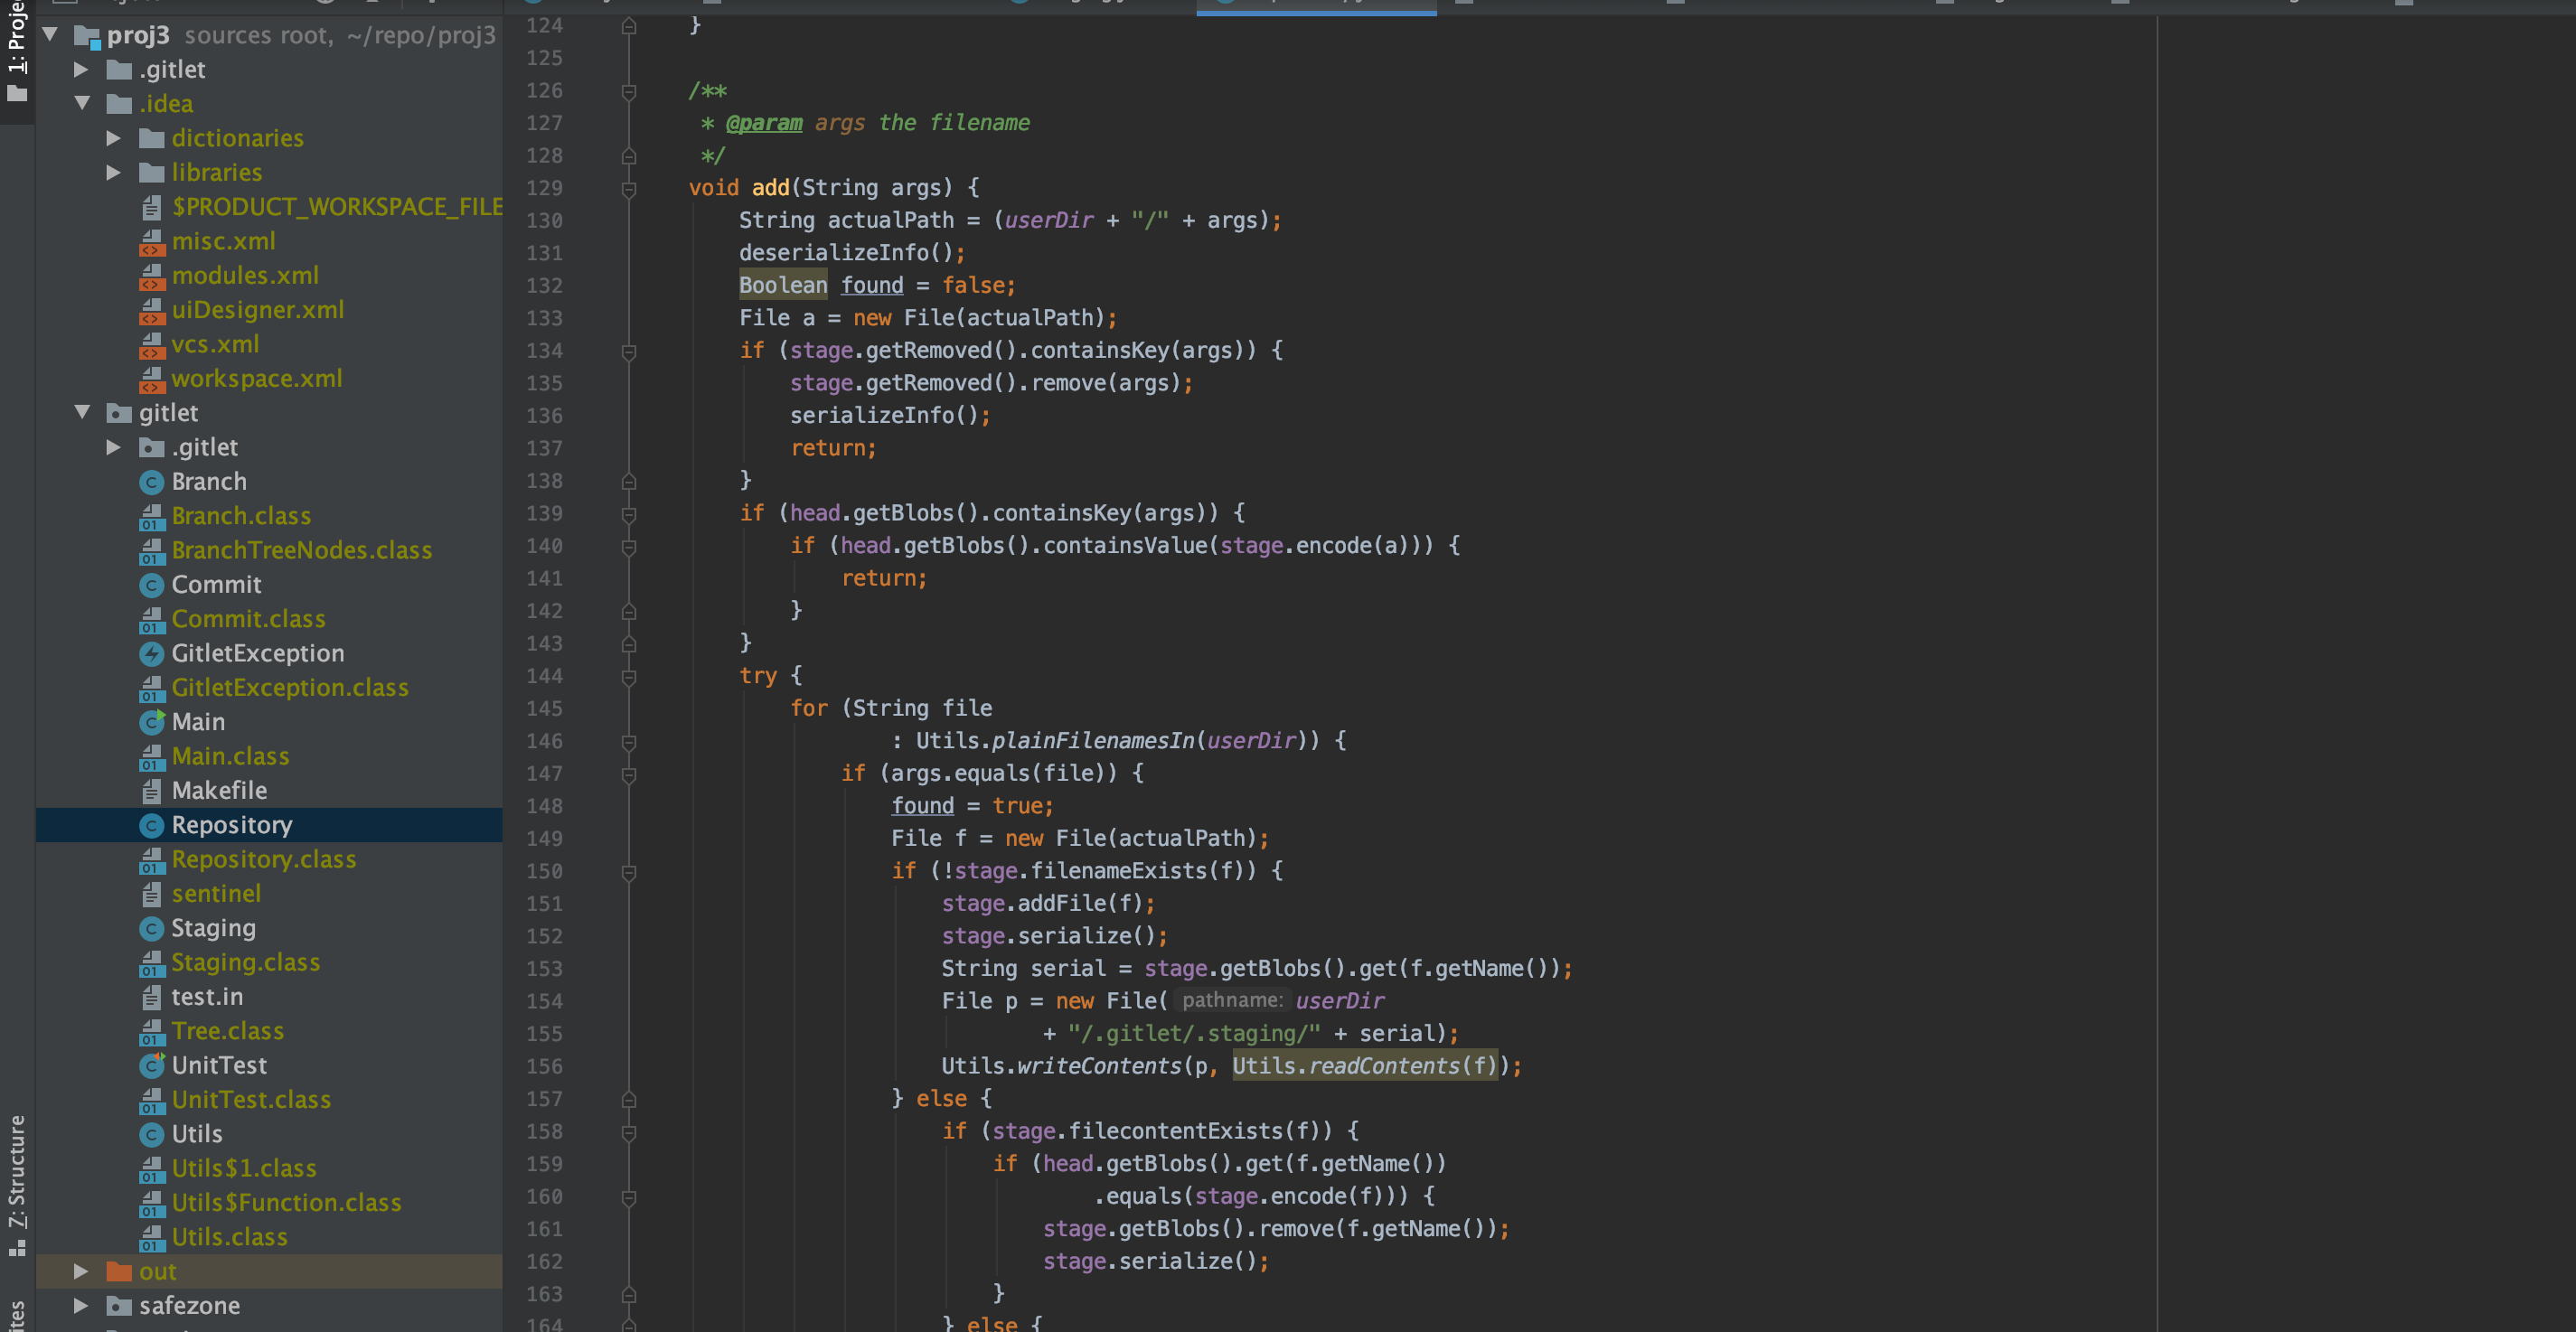 1: Project
proj3 sources root, ~/repo/proj3
.gitlet
.idea
dictionaries
libraries
$PRODUCT_WORKSPACE_FILE
misc.xml
modules.xml
uiDesigner.xml
vcs.xml
workspace.xml
gitlet
.gitlet
Branch
Branch.class
BranchTreeNodes.class
Commit
Commit.class
GitletException
GitletException.class
Main
Main.class
Makefile
Repository
Repository.class
sentinel
Staging
Staging.class
test.in
Tree.class
UnitTest
UnitTest.class
Utils
Utils$1.class
Utils$Function.class
Utils.class
out
safezone
7: Structure
124 }
125
126 /**
127 * @param args the filename
128 */
129 void add(String args) {
130 String actualPath = (userDir + "/" + args);
131 deserializeInfo();
132 Boolean found = false;
133 File a = new File(actualPath);
134 if (stage.getRemoved().containsKey(args)) {
135 stage.getRemoved().remove(args);
136 serializeInfo();
137 return;
138 }
139 if (head.getBlobs().containsKey(args)) {
140 if (head.getBlobs().containsValue(stage.encode(a))) {
141 return;
142 }
143 }
144 try {
145 for (String file
146 : Utils.plainFilenamesIn(userDir)) {
147 if (args.equals(file)) {
148 found = true;
149 File f = new File(actualPath);
150 if (!stage.filenameExists(f)) {
151 stage.addFile(f);
152 stage.serialize();
153 String serial = stage.getBlobs().get(f.getName());
154 File p = new File( pathname: userDir
155 + "/.gitlet/.staging/" + serial);
156 Utils.writeContents(p, Utils.readContents(f));
157 } else {
158 if (stage.filecontentExists(f)) {
159 if (head.getBlobs().get(f.getName())
160 .equals(stage.encode(f))) {
161 stage.getBlobs().remove(f.getName());
162 stage.serialize();
163 }
164 } else {